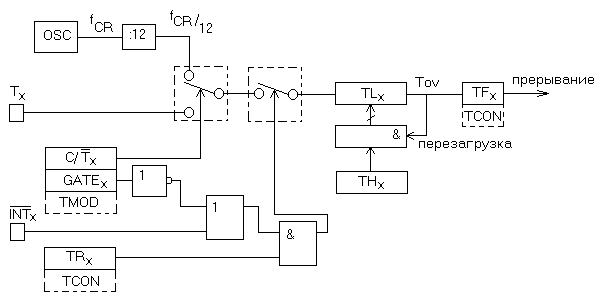 OSC
fCR
:12
fCR/12
Tx
TLx
Tov
TFx
прерывание
TCON
&
перезагрузка
THx
C/T̅x
GATEx
1
TMOD
I̅N̅T̅x
1
&
TRx
TCON